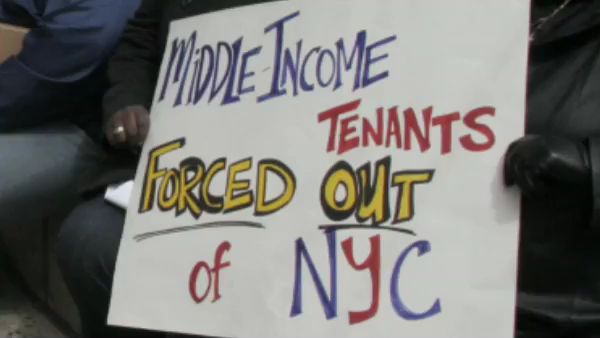 MIDDLE-INCOME
TENANTS
FORCED OUT
of NYC